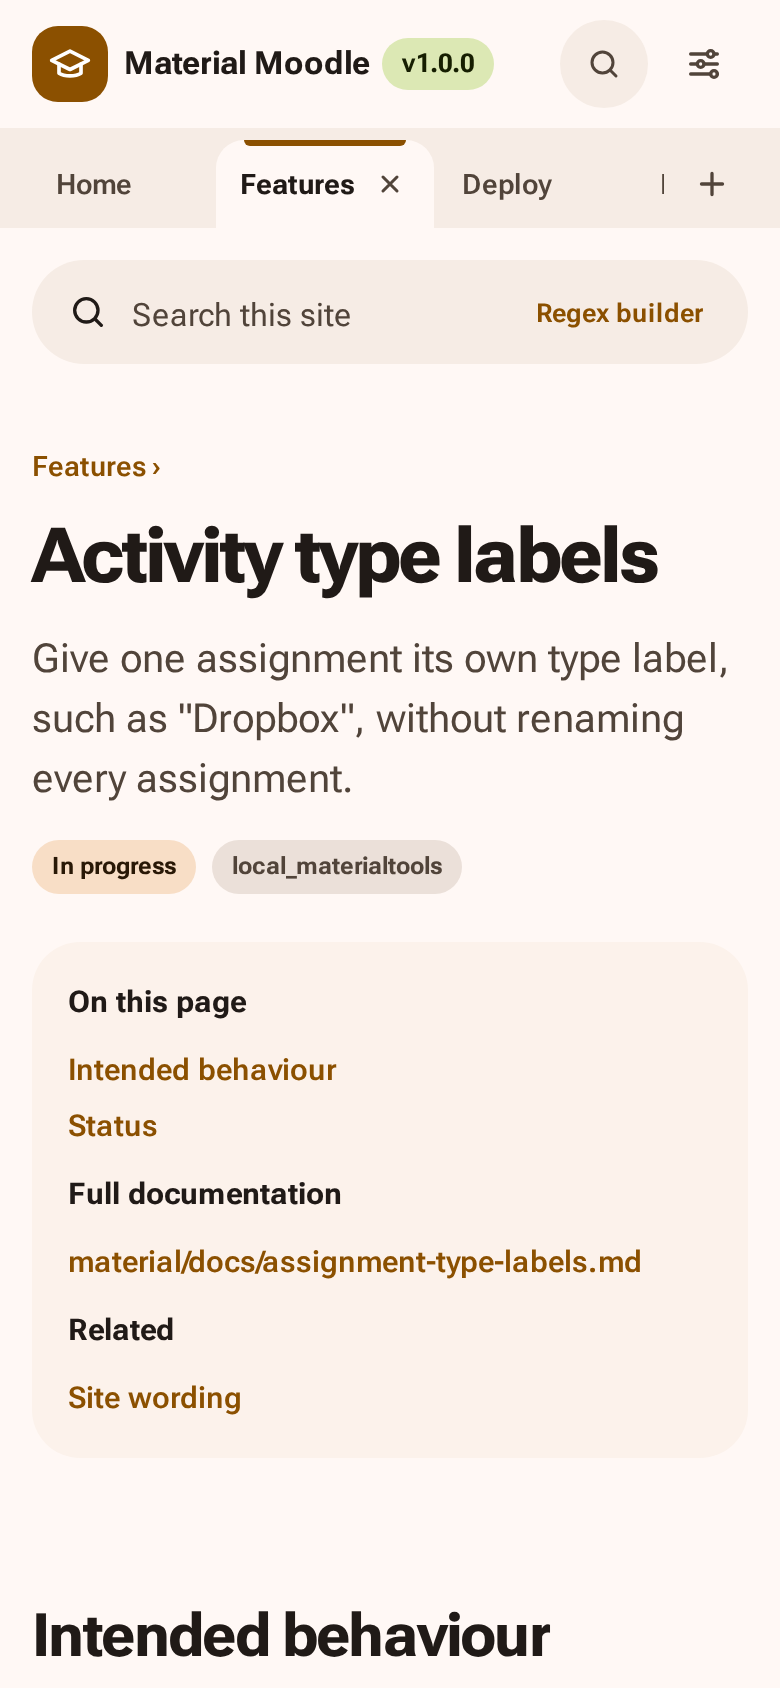 Material Moodle v1.0.0
Home Features Deploy
Search this site Regex builder
Features ›
Activity type labels
Give one assignment its own type label,
such as "Dropbox", without renaming
every assignment.
In progress local_materialtools
On this page
Intended behaviour
Status
Full documentation
material/docs/assignment-type-labels.md
Related
Site wording
Intended behaviour